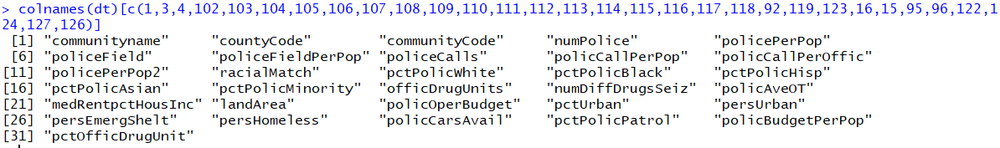 > colnames(dt)[c(1,3,4,102,103,104,105,106,107,108,109,110,111,112,113,114,115,116,117,118,92,119,123,16,15,95,96,122,1
24,127,126)]
 [1] "communityname"     "countyCode"        "communityCode"     "numPolice"         "policePerPop"
 [6] "policeField"       "policeFieldPerPop" "policeCalls"       "policCallPerPop"   "policCallPerOffic"
[11] "policePerPop2"     "racialMatch"       "pctPolicWhite"     "pctPolicBlack"     "pctPolicHisp"
[16] "pctPolicAsian"     "pctPolicMinority"  "officDrugUnits"    "numDiffDrugsSeiz"  "policAveOT"
[21] "medRentpctHousInc" "landArea"          "policOperBudget"   "pctUrban"          "persUrban"
[26] "persEmergShelt"    "persHomeless"      "policCarsAvail"    "pctPolicPatrol"    "policBudgetPerPop"
[31] "pctOfficDrugUnit"